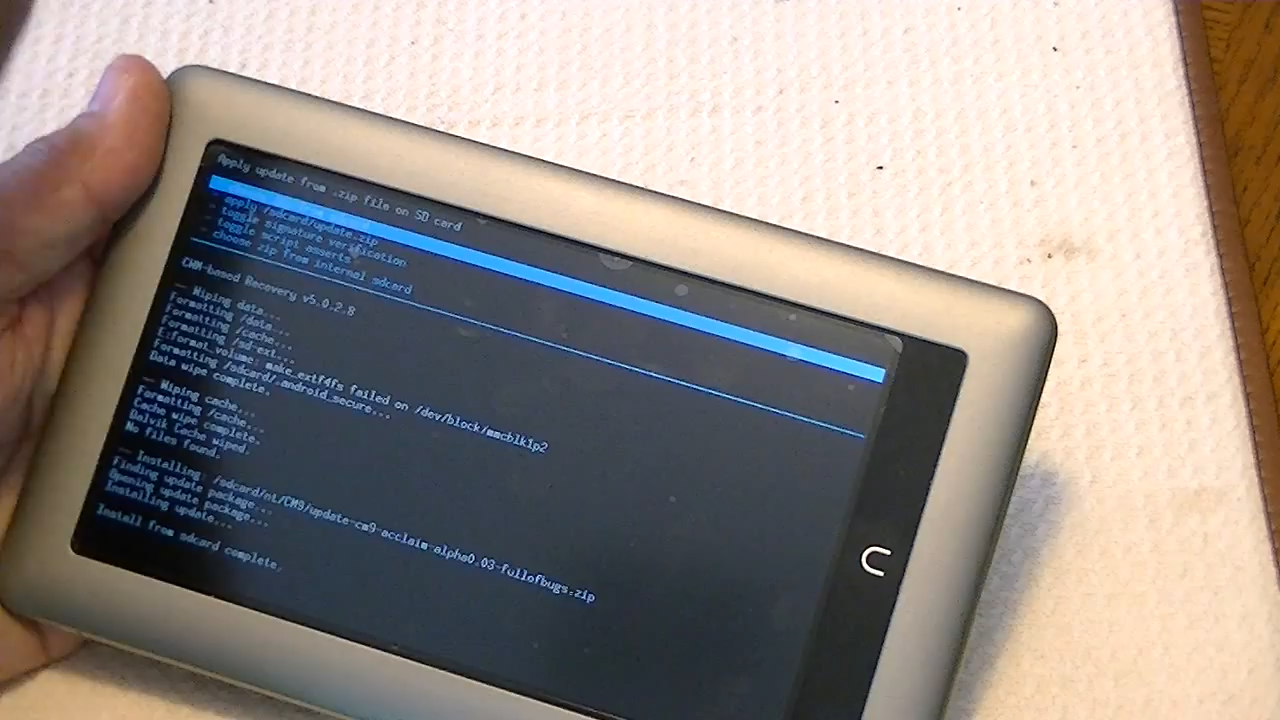 Apply update from .zip file on SD card
- apply /sdcard/update.zip
- toggle signature verification
- toggle script asserts
- choose zip from internal sdcard
CWM-based Recovery v5.0.2.8
-- Wiping data...
Formatting /data...
Formatting /cache...
Formatting /sd-ext...
E:format_volume: make_extf4fs failed on /dev/block/mmcblk1p2
Formatting /sdcard/.android_secure...
Data wipe complete.
-- Wiping cache...
Formatting /cache...
Cache wipe complete.
Dalvik Cache wiped.
No files found.
-- Installing: /sdcard/nt/CM9/update-cm9-acclaim-alpha0.03-fullofbugs.zip
Finding update package...
Opening update package...
Installing update...
Install from sdcard complete.